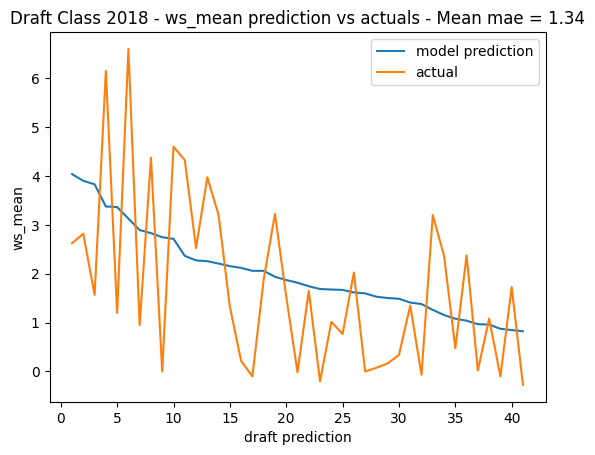 Draft Class 2018 - ws_mean prediction vs actuals - Mean mae = 1.34
model prediction
actual
ws_mean
6
5
4
3
2
1
0
0 5 10 15 20 25 30 35 40
draft prediction